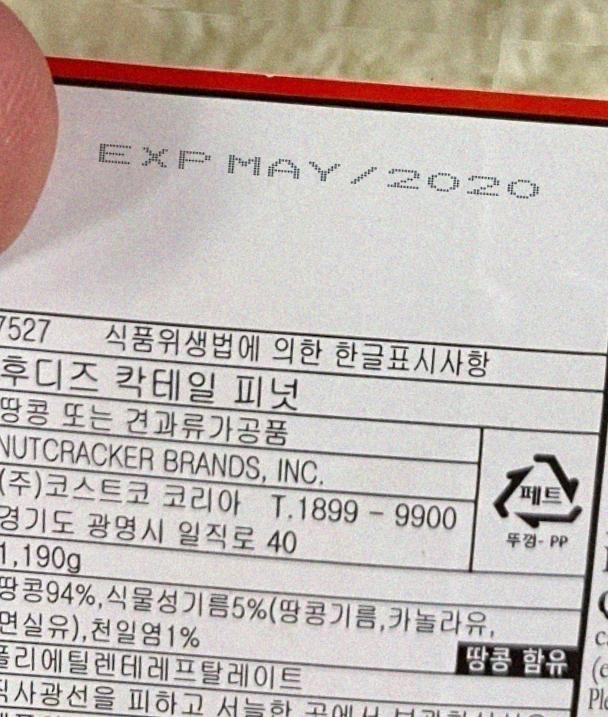 EXP MAY/2020
7527 식품위생법에 의한 한글표시사항
후디즈 칵테일 피넛
땅콩 또는 견과류가공품
NUTCRACKER BRANDS, INC.
(주)코스트코 코리아 T.1899 - 9900
경기도 광명시 일직로 40
페트
뚜껑- PP
1,190g
땅콩94%,식물성기름5%(땅콩기름,카놀라유,
면실유),천일염1%
땅콩 함유
폴리에틸렌테레프탈레이트
직사광선을 피하고 서늘한 곳에서